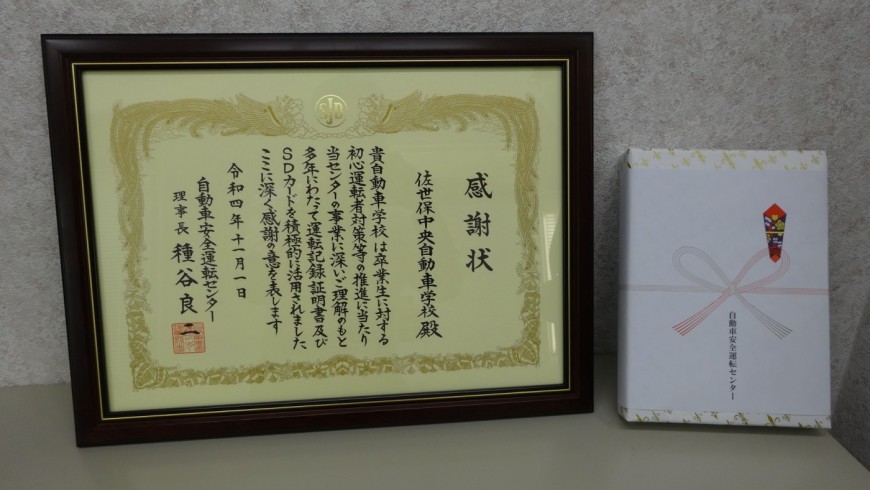 感謝状
佐世保中央自動車学校殿
貴自動車学校は卒業生に対する
初心運転者対策等の推進に当たり
当センターの事業に深いご理解のもと
多年にわたって運転記録証明書及び
SDカードを積極的に活用されました
ここに深く感謝の意を表します
令和四年十一月一日
自動車安全運転センター
理事長 種谷良二
自動車安全運転センター